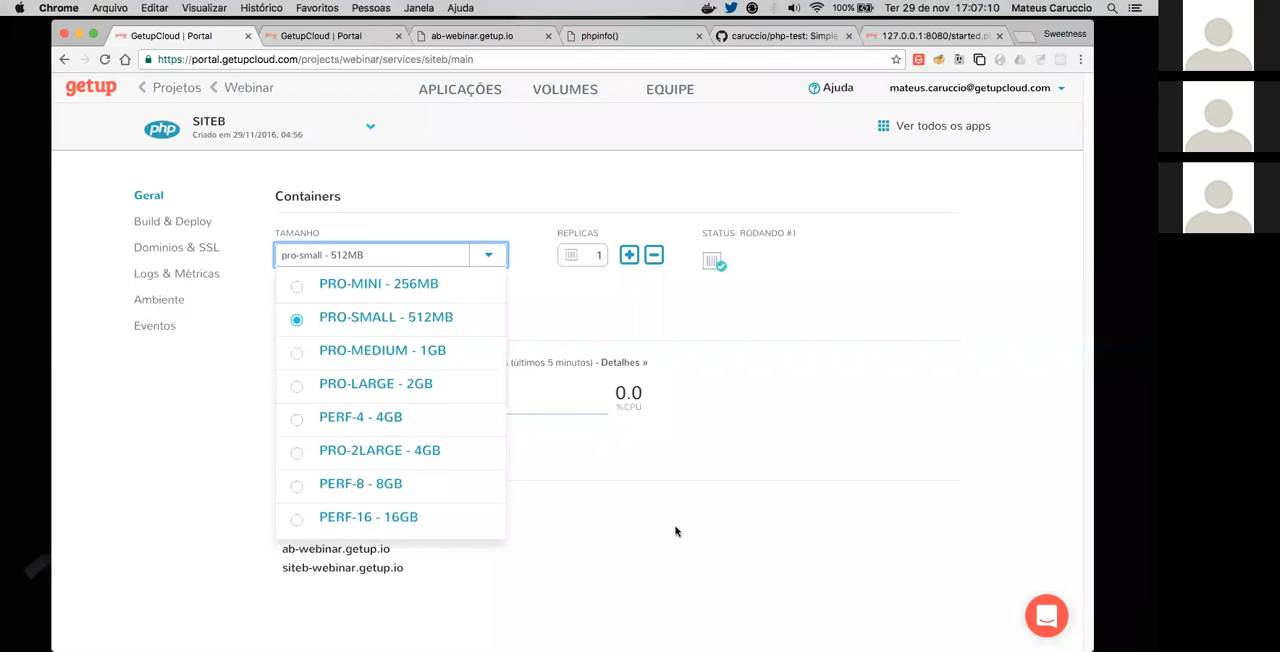 Chrome Arquivo Editar Visualizar Histórico Favoritos Pessoas Janela Ajuda 100% Ter 29 de nov 17:07:10 Mateus Caruccio
GetupCloud | Portal GetupCloud | Portal ab-webinar.getup.io phpinfo() caruccio/php-test: Simple 127.0.0.1:8080/started.p Sweetness
https://portal.getupcloud.com/projects/webinar/services/siteb/main
getup Projetos Webinar APLICAÇÕES VOLUMES EQUIPE Ajuda mateus.caruccio@getupcloud.com
php SITEB
Criado em 29/11/2016, 04:56
Ver todos os apps
Geral
Build & Deploy
Dominios & SSL
Logs & Métricas
Ambiente
Eventos
Containers
TAMANHO REPLICAS STATUS: RODANDO #1
pro-small - 512MB 1
PRO-MINI - 256MB
PRO-SMALL - 512MB
PRO-MEDIUM - 1GB
PRO-LARGE - 2GB
PERF-4 - 4GB
PRO-2LARGE - 4GB
PERF-8 - 8GB
PERF-16 - 16GB
(últimos 5 minutos) - Detalhes »
0.0
%CPU
ab-webinar.getup.io
siteb-webinar.getup.io